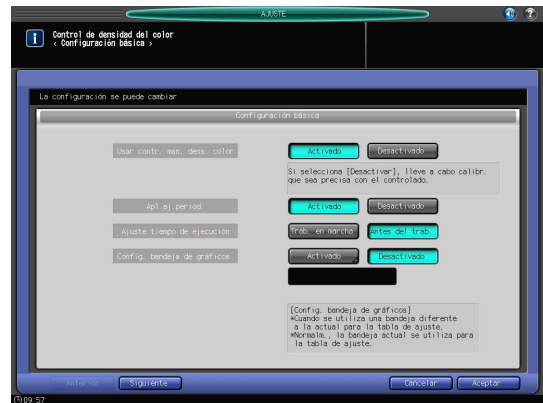 AJUSTE
Control de densidad del color
< Configuración básica >
La configuración se puede cambiar
Configuración básica
Usar contr. man. dens. color
Activado
Desactivado
Si selecciona [Desactivar], lleve a cabo calibr.
que sea precisa con el controlado.
Apl.aj.periód.
Activado
Desactivado
Ajuste tiempo de ejecución
Trab. en marcha
Antes del trab.
Config. bandeja de gráficos
Activado
Desactivado
[Config. bandeja de gráficos]
*Cuando se utiliza una bandeja diferente
a la actual para la tabla de ajuste.
*Normalm., la bandeja actual se utiliza para
la tabla de ajuste.
Anterior
Siguiente
Cancelar
Aceptar
09:57